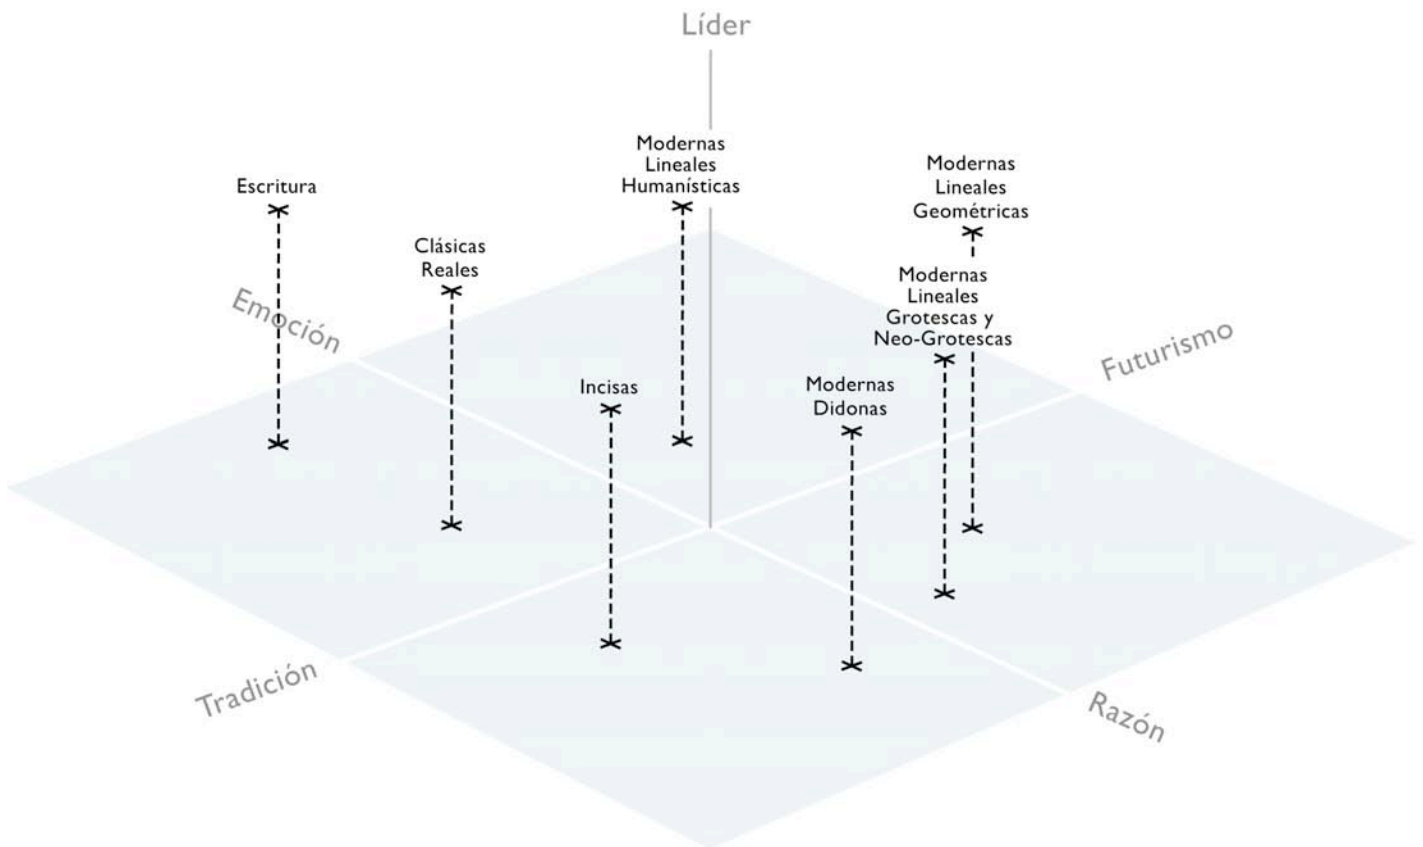 Líder
Modernas
Lineales
Humanísticas
Modernas
Lineales
Geométricas
Escritura
Clásicas
Reales
Modernas
Lineales
Grotescas y
Neo-Grotescas
Emoción
Futurismo
Incisas
Modernas
Didonas
Tradición
Razón